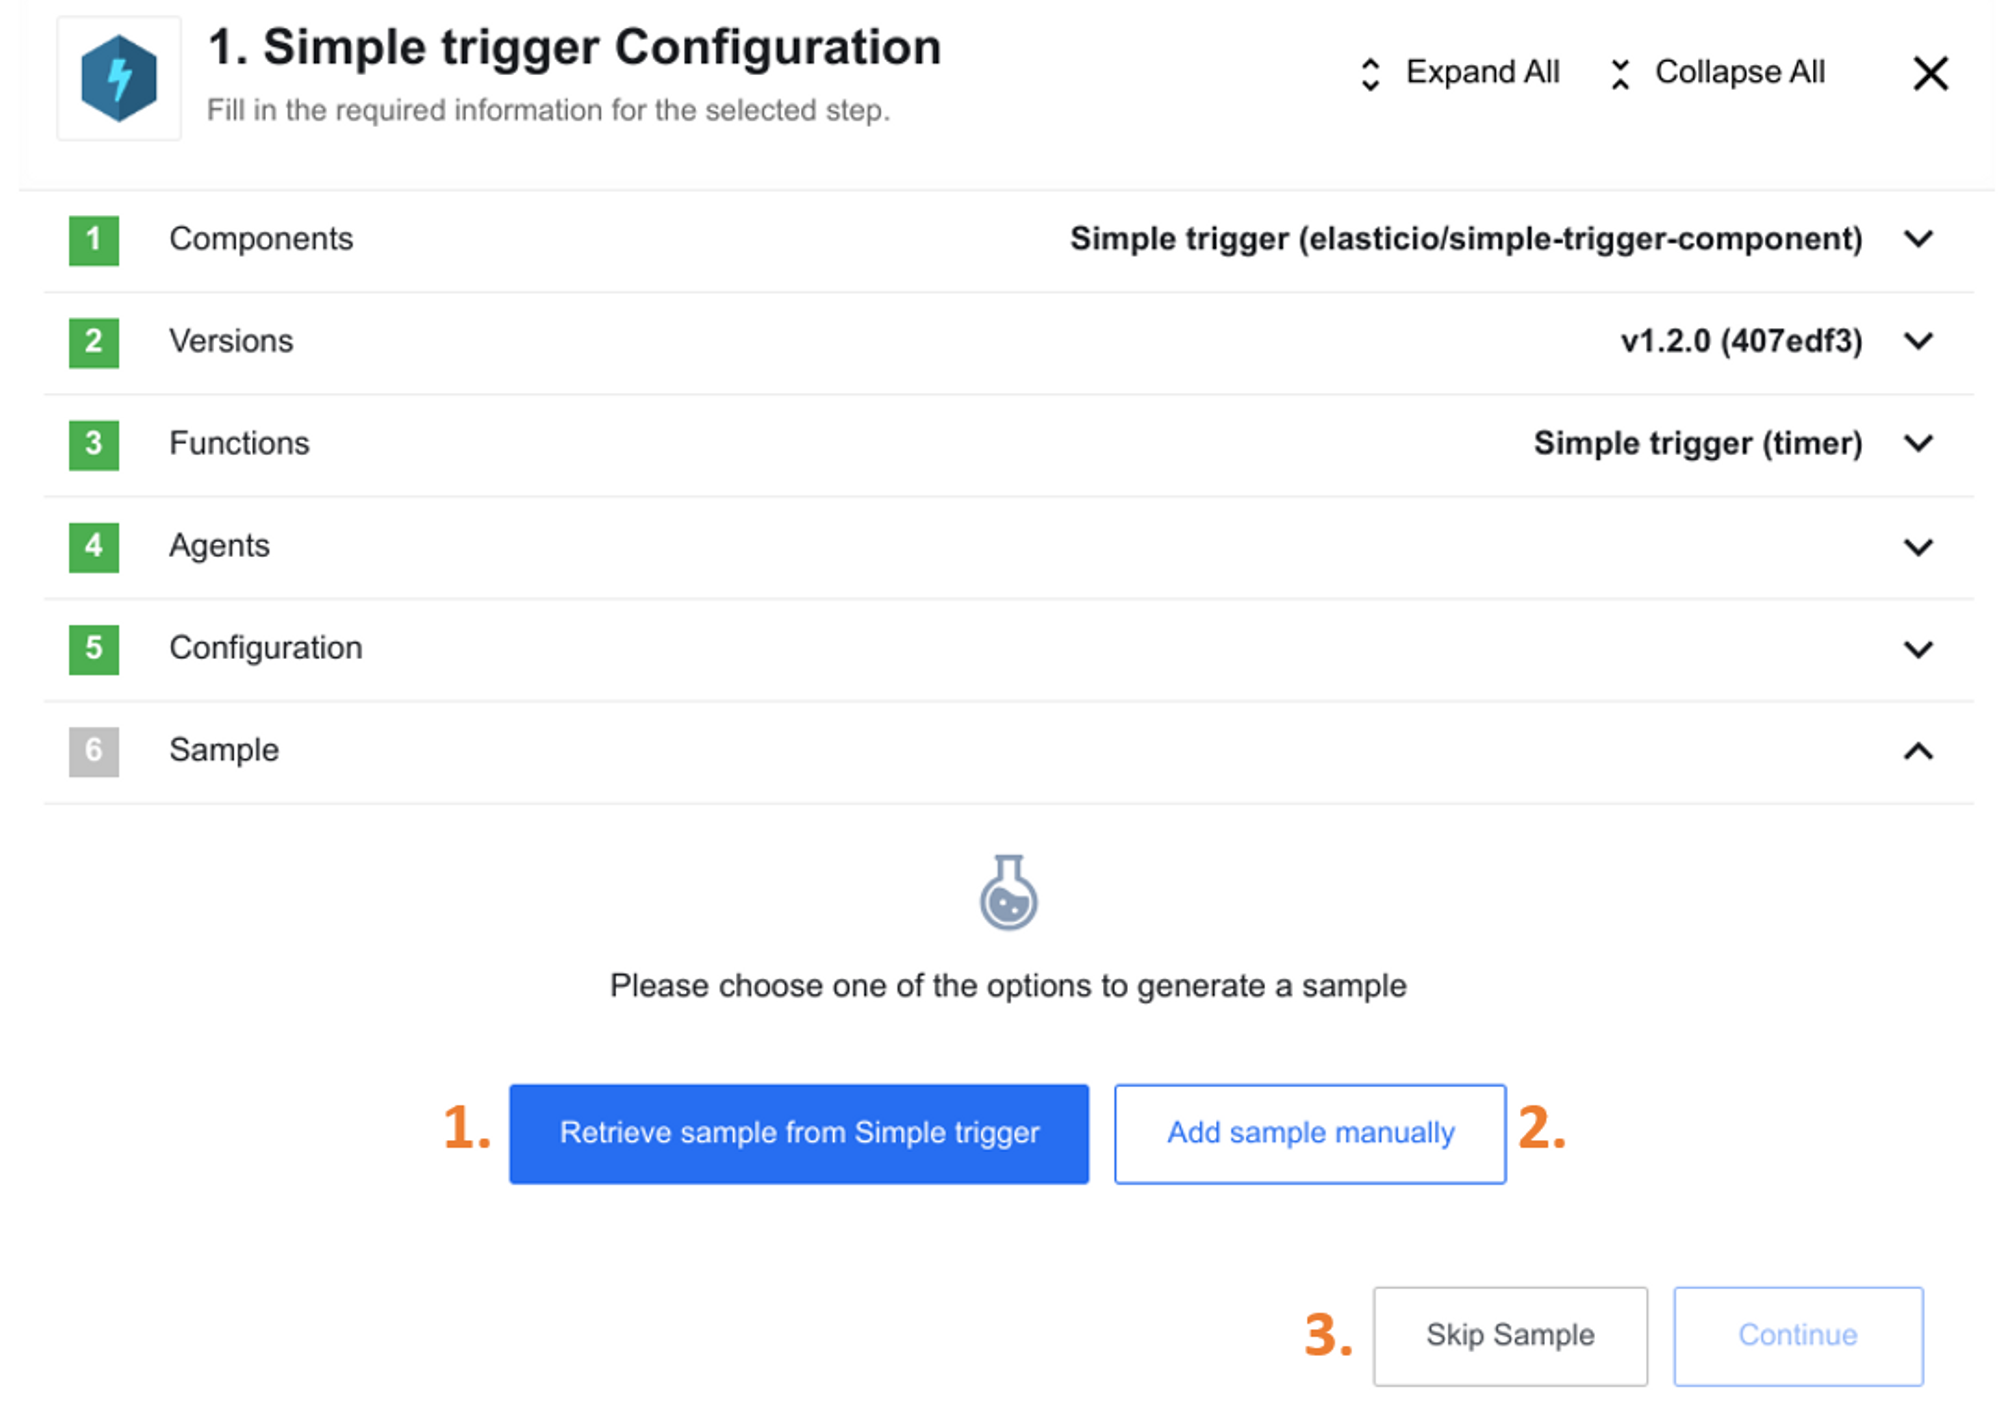 1. Simple trigger Configuration
Expand All Collapse All
Fill in the required information for the selected step.
1 Components Simple trigger (elasticio/simple-trigger-component)
2 Versions v1.2.0 (407edf3)
3 Functions Simple trigger (timer)
4 Agents
5 Configuration
6 Sample
Please choose one of the options to generate a sample
1. Retrieve sample from Simple trigger Add sample manually 2.
3. Skip Sample Continue